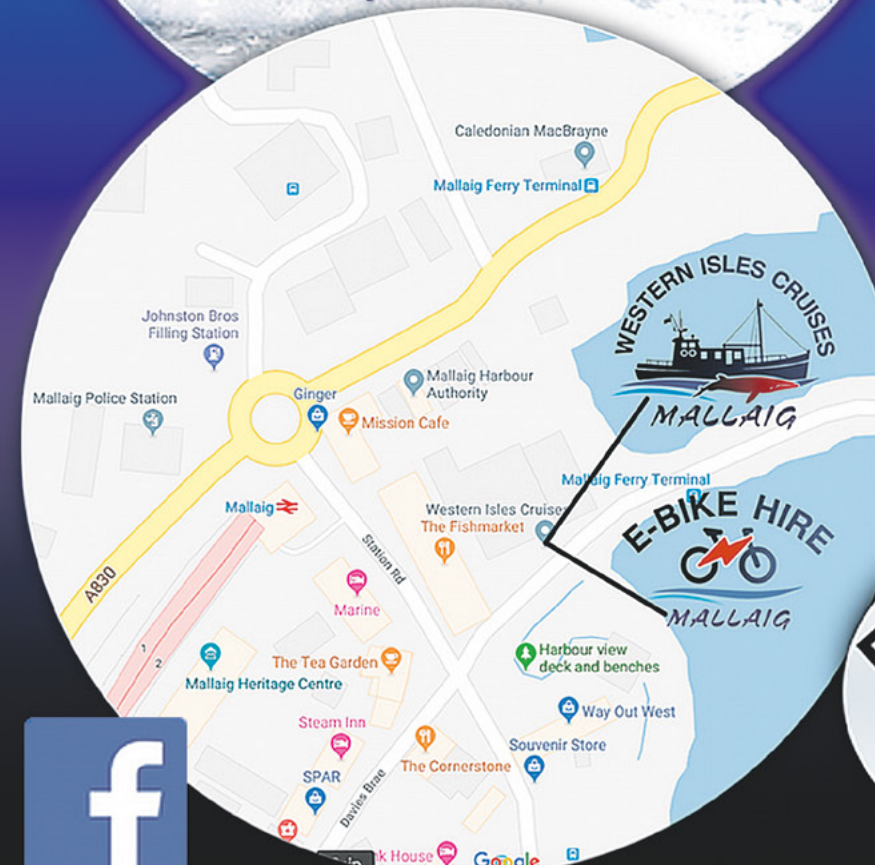 Caledonian MacBrayne
Mallaig Ferry Terminal
WESTERN ISLES CRUISES
MALLAIG
Johnston Bros
Filling Station
Mallaig Police Station
Ginger
Mission Cafe
Mallaig Harbour
Authority
Mallaig Ferry Terminal
Western Isles Cruise
The Fishmarket
E-BIKE HIRE
MALLAIG
Mallaig
Station Rd
A830
Marine
1
2
The Tea Garden
Mallaig Heritage Centre
Harbour view
deck and benches
Way Out West
Steam Inn
The Cornerstone
Souvenir Store
SPAR
Davies Brae
nk House
Google
f